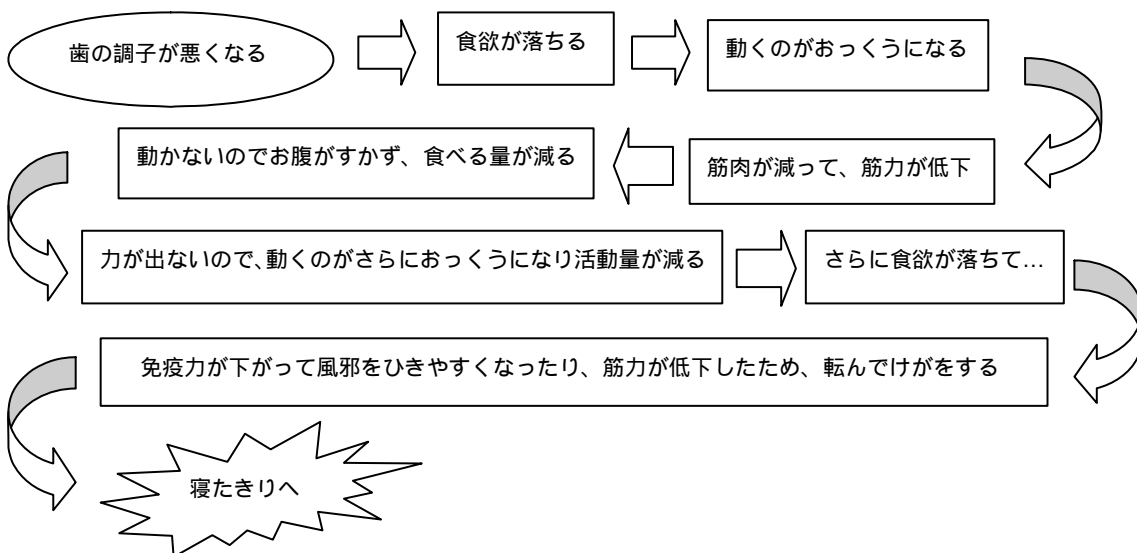 歯の調子が悪くなる
食欲が落ちる
動くのがおっくうになる
筋肉が減って、筋力が低下
動かないのでお腹がすかず、食べる量が減る
力が出ないので、動くのがさらにおっくうになり活動量が減る
さらに食欲が落ちて…
免疫力が下がって風邪をひきやすくなったり、筋力が低下したため、転んでけがをする
寝たきりへ